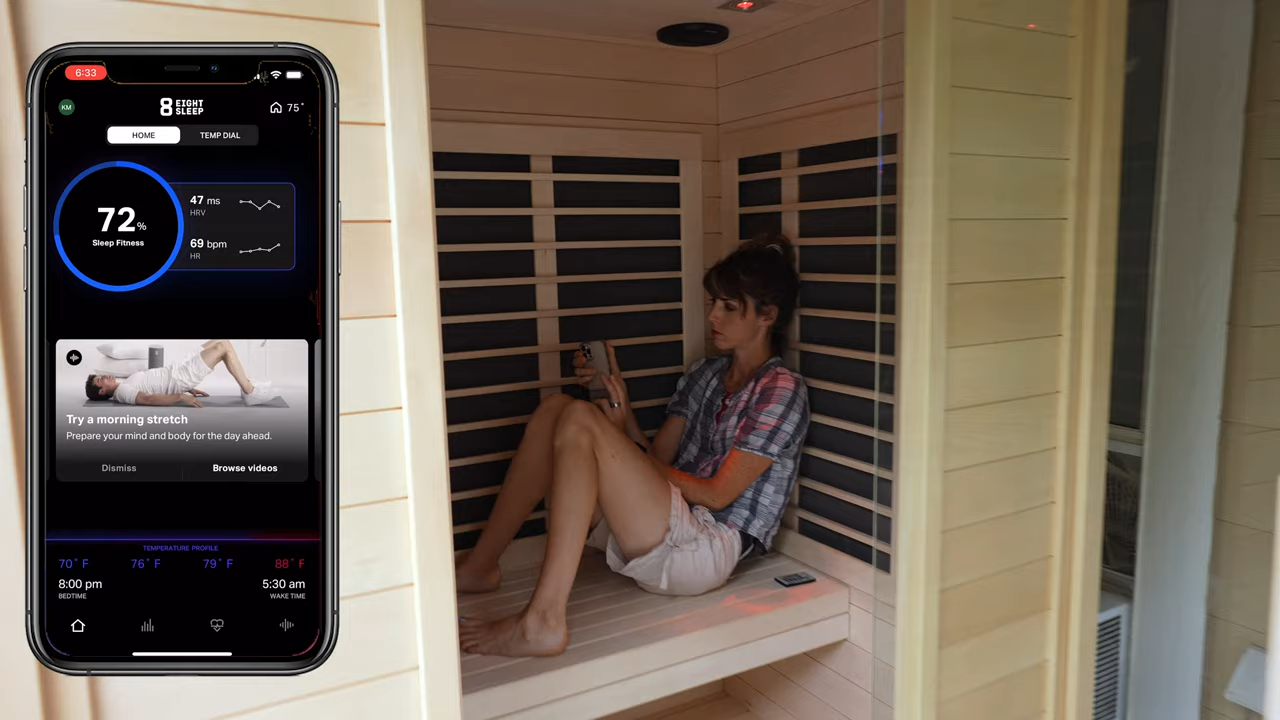 6:33
KM
8 EIGHT SLEEP
75°
HOME
TEMP DIAL
72%
Sleep Fitness
47 ms
HRV
69 bpm
HR
Try a morning stretch
Prepare your mind and body for the day ahead.
Dismiss
Browse videos
TEMPERATURE PROFILE
70° F
76° F
79° F
88° F
8:00 pm
5:30 am
BEDTIME
WAKE TIME